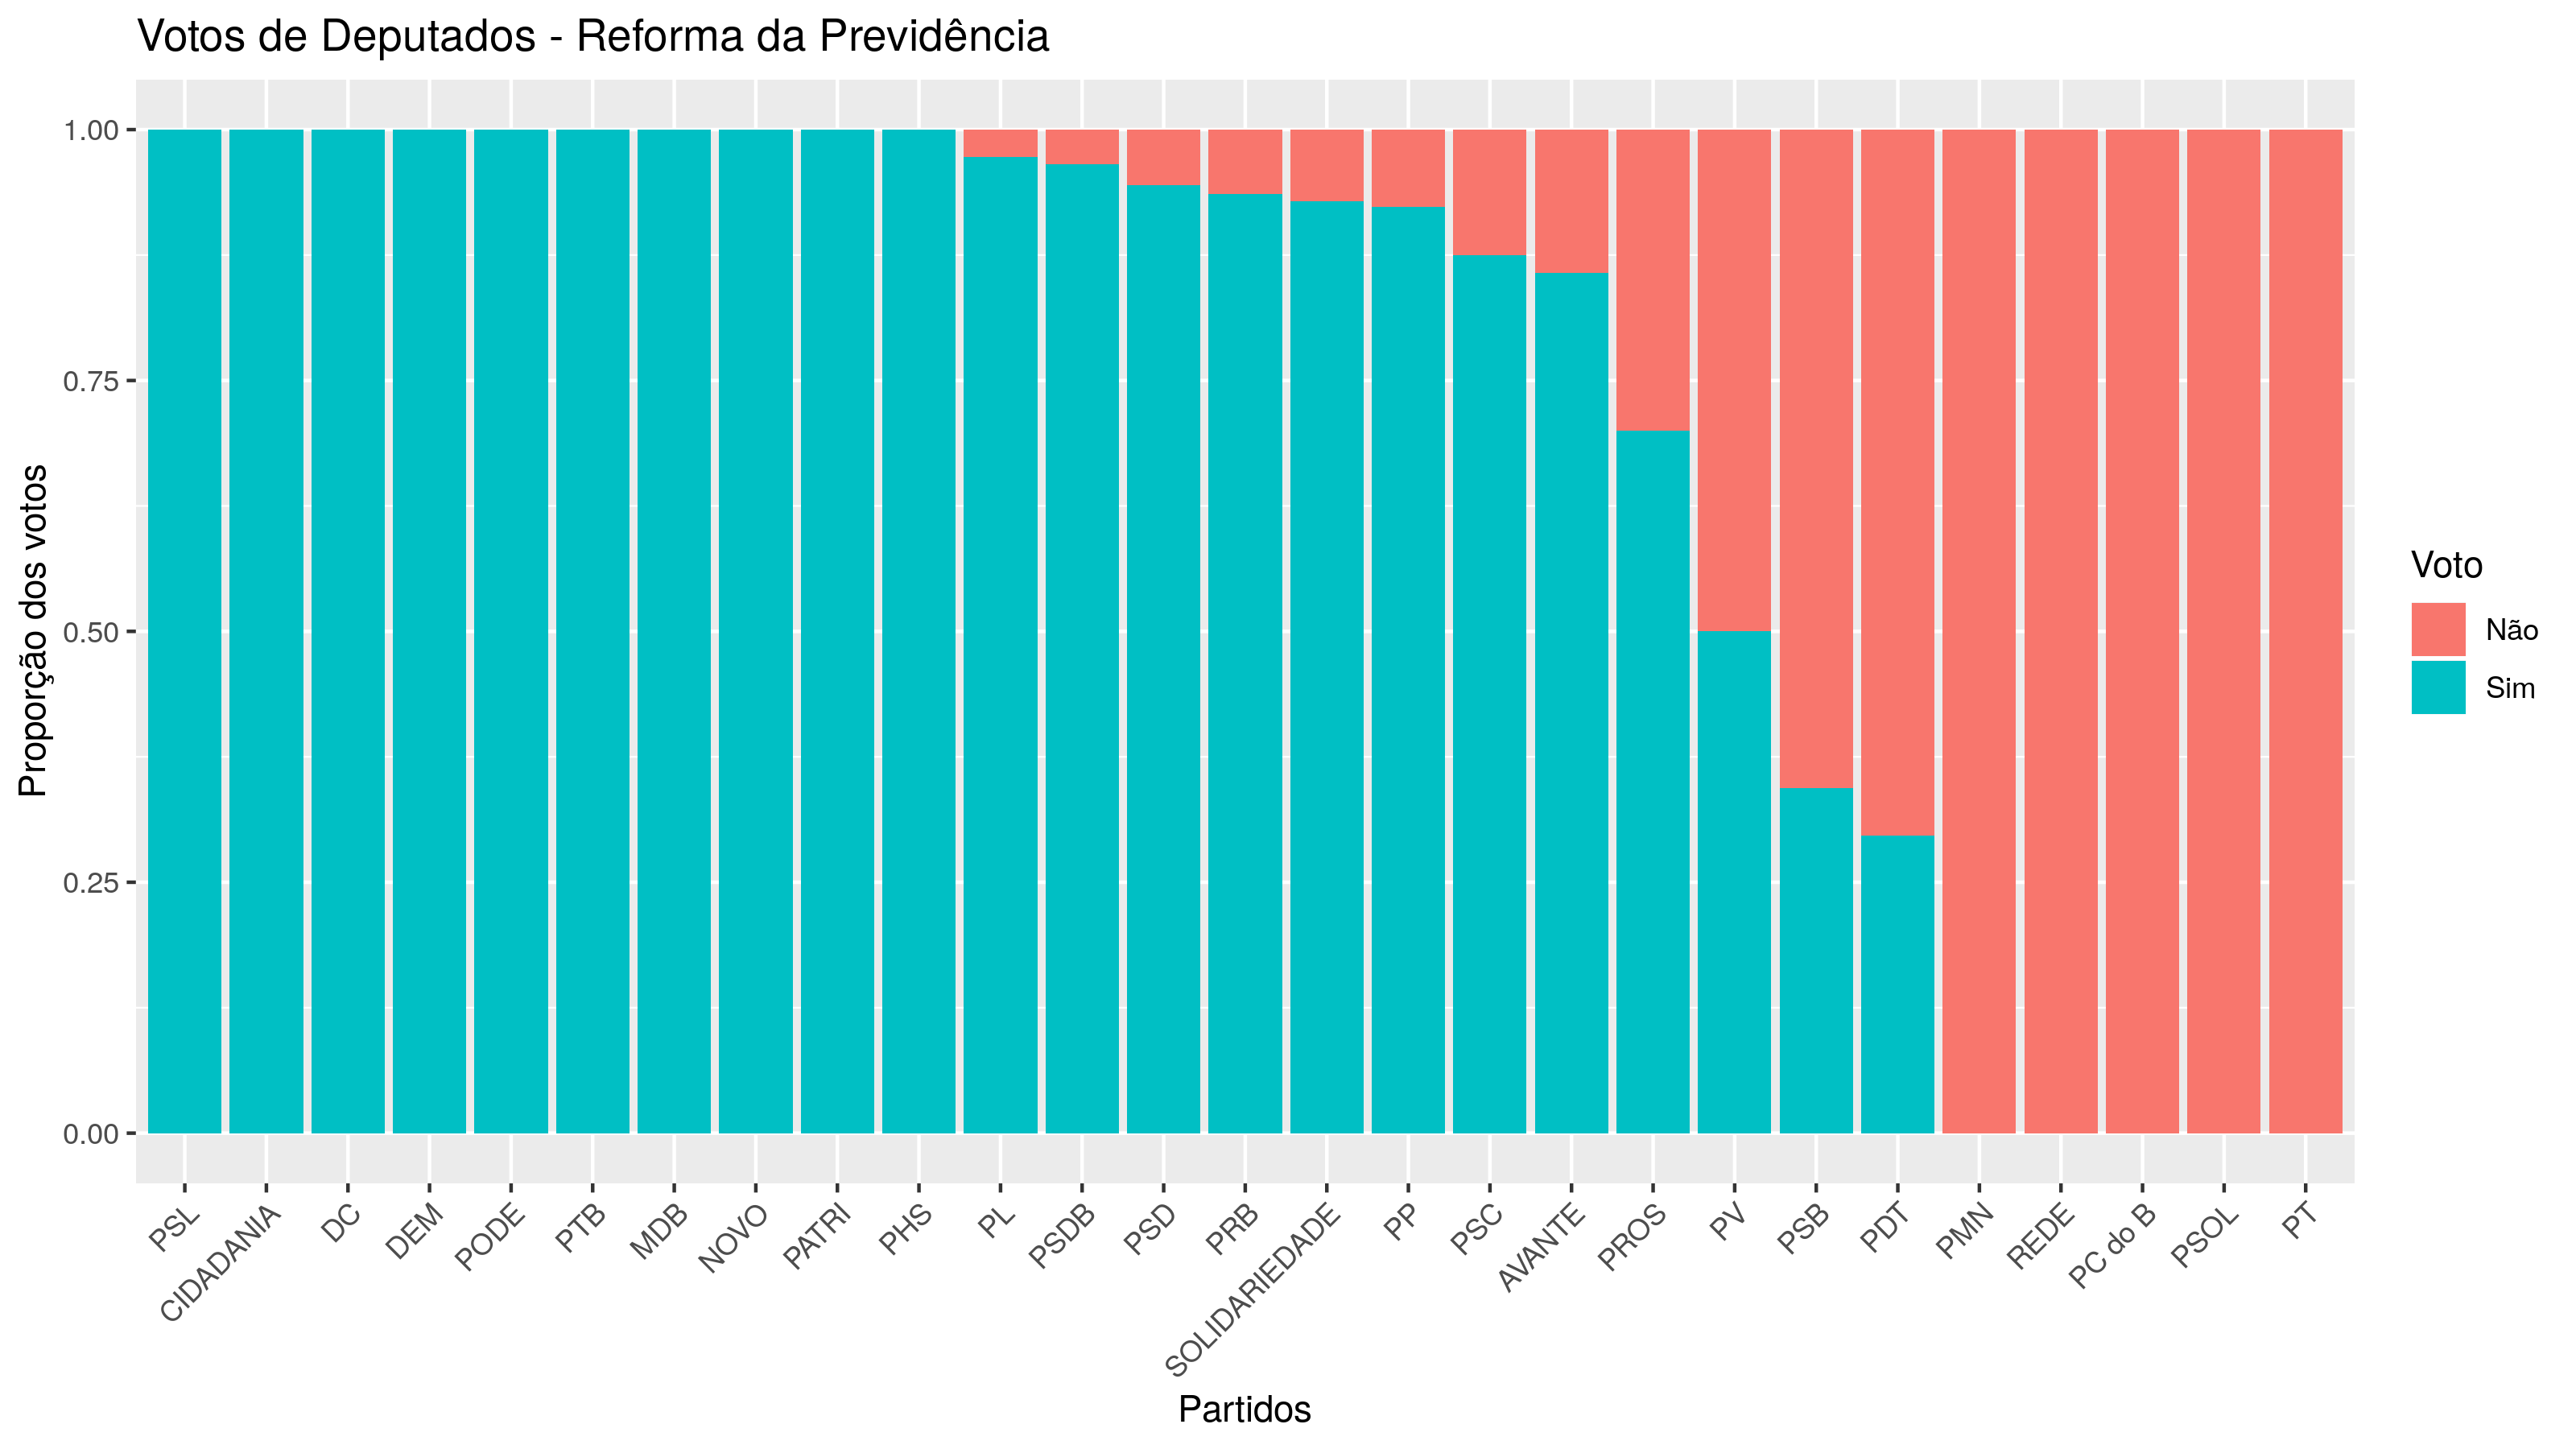 Votos de Deputados - Reforma da Previdência
Proporção dos votos
1.00
0.75
0.50
0.25
0.00
PSL
CIDADANIA
DC
DEM
PODE
PTB
MDB
NOVO
PATRI
PHS
PL
PSDB
PSD
PRB
SOLIDARIEDADE
PP
PSC
AVANTE
PROS
PV
PSB
PDT
PMN
REDE
PC do B
PSOL
PT
Partidos
Voto
Não
Sim